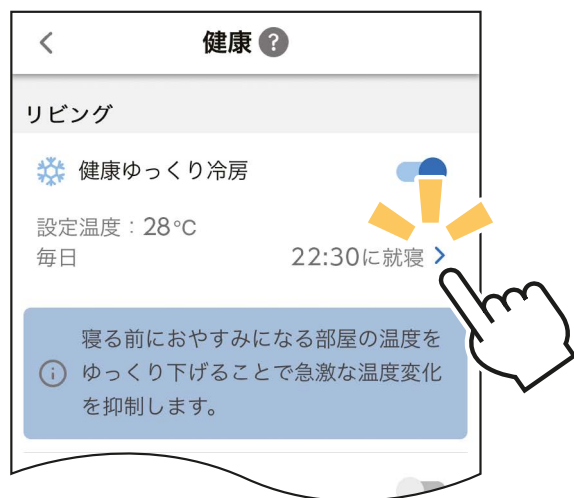 健康 ?
リビング
健康ゆっくり冷房
設定温度：28℃
毎日 22:30に就寝
寝る前におやすみになる部屋の温度を
ゆっくり下げることで急激な温度変化
を抑制します。